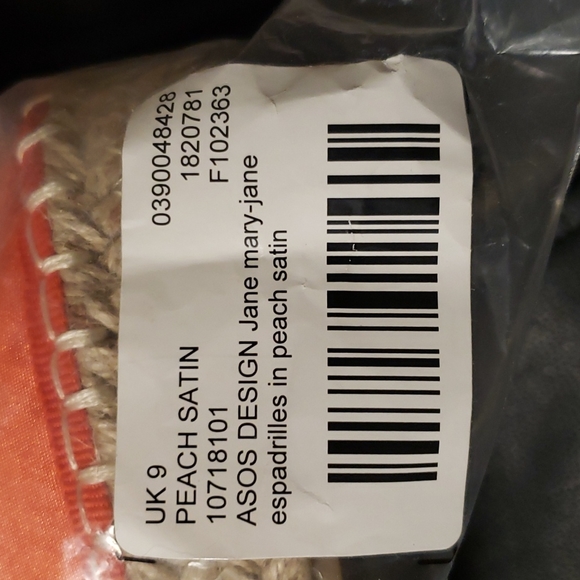 UK 9
0390048428
PEACH SATIN
1820781
10718101
F102363
ASOS DESIGN Jane mary-jane
espadrilles in peach satin